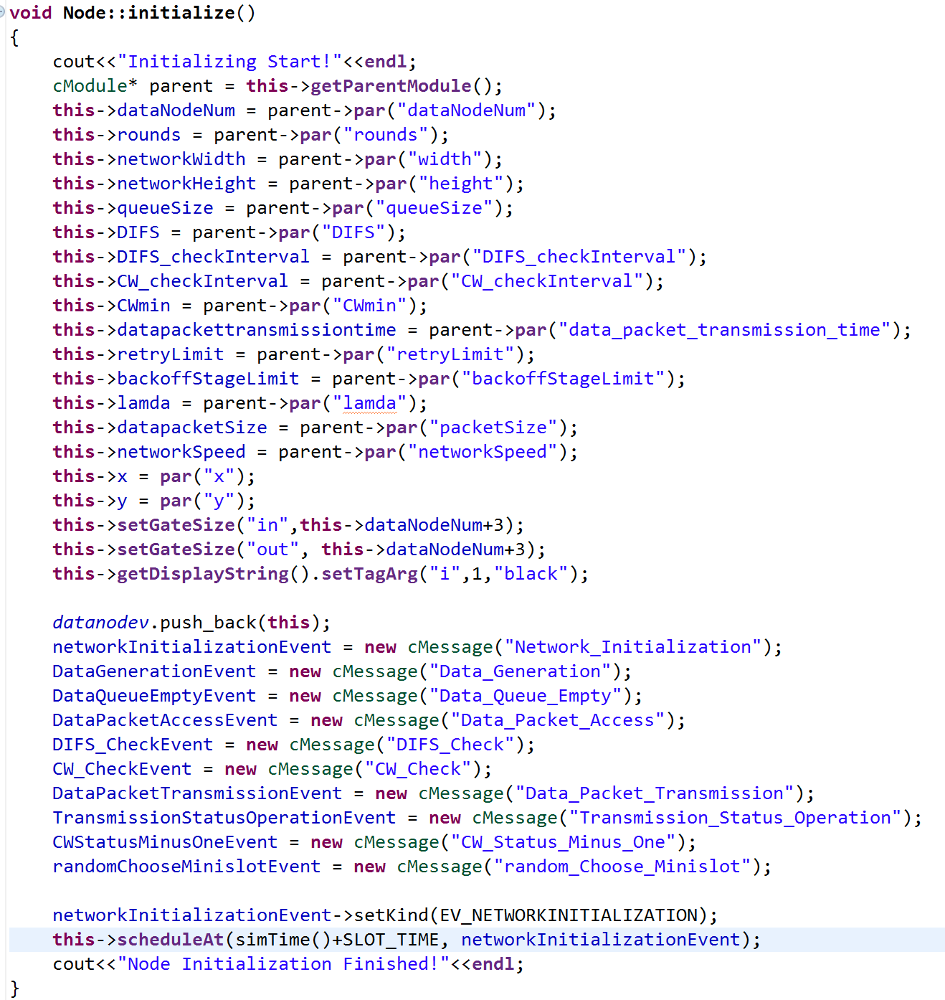 void Node::initialize()
{
    cout<<"Initializing Start!"<<endl;
    cModule* parent = this->getParentModule();
    this->dataNodeNum = parent->par("dataNodeNum");
    this->rounds = parent->par("rounds");
    this->networkWidth = parent->par("width");
    this->networkHeight = parent->par("height");
    this->queueSize = parent->par("queueSize");
    this->DIFS = parent->par("DIFS");
    this->DIFS_checkInterval = parent->par("DIFS_checkInterval");
    this->CW_checkInterval = parent->par("CW_checkInterval");
    this->CWmin = parent->par("CWmin");
    this->datapackettransmissiontime = parent->par("data_packet_transmission_time");
    this->retryLimit = parent->par("retryLimit");
    this->backoffStageLimit = parent->par("backoffStageLimit");
    this->lamda = parent->par("lamda");
    this->datapacketSize = parent->par("packetSize");
    this->networkSpeed = parent->par("networkSpeed");
    this->x = par("x");
    this->y = par("y");
    this->setGateSize("in",this->dataNodeNum+3);
    this->setGateSize("out", this->dataNodeNum+3);
    this->getDisplayString().setTagArg("i",1,"black");

    datanodev.push_back(this);
    networkInitializationEvent = new cMessage("Network_Initialization");
    DataGenerationEvent = new cMessage("Data_Generation");
    DataQueueEmptyEvent = new cMessage("Data_Queue_Empty");
    DataPacketAccessEvent = new cMessage("Data_Packet_Access");
    DIFS_CheckEvent = new cMessage("DIFS_Check");
    CW_CheckEvent = new cMessage("CW_Check");
    DataPacketTransmissionEvent = new cMessage("Data_Packet_Transmission");
    TransmissionStatusOperationEvent = new cMessage("Transmission_Status_Operation");
    CWStatusMinusOneEvent = new cMessage("CW_Status_Minus_One");
    randomChooseMinislotEvent = new cMessage("random_Choose_Minislot");

    networkInitializationEvent->setKind(EV_NETWORKINITIALIZATION);
    this->scheduleAt(simTime()+SLOT_TIME, networkInitializationEvent);
    cout<<"Node Initialization Finished!"<<endl;
}